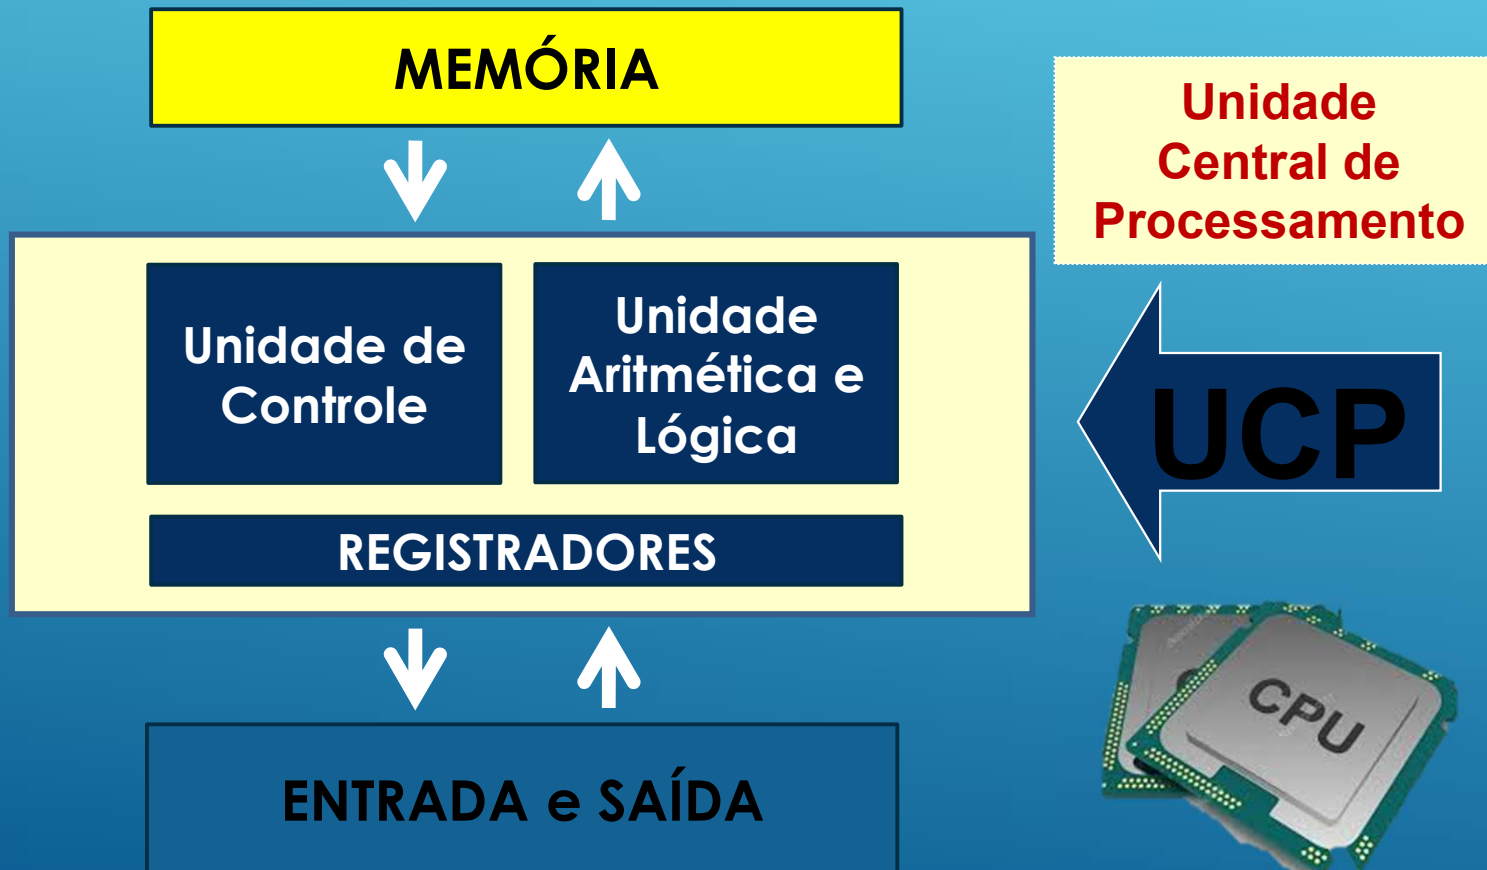 MEMÓRIA
Unidade
Central de
Processamento
Unidade de
Controle
Unidade
Aritmética e
Lógica
UCP
REGISTRADORES
CPU
ENTRADA e SAÍDA